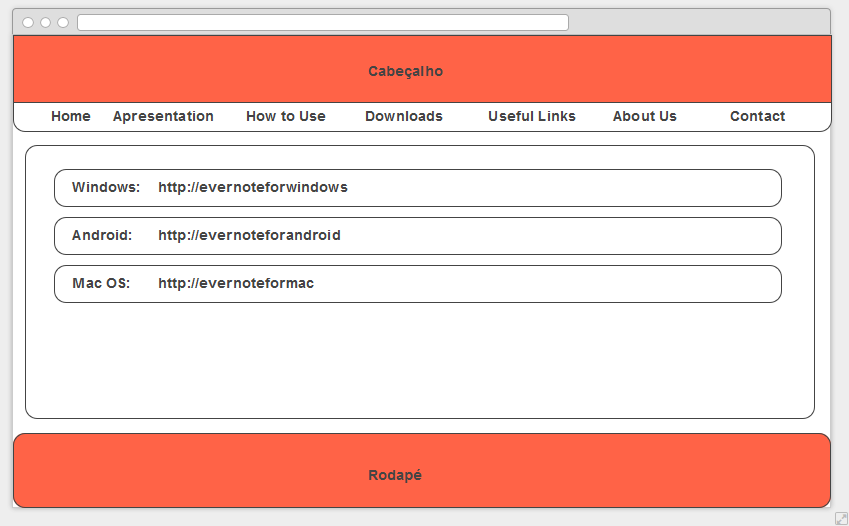 Cabeçalho
Home Apresentation How to Use Downloads Useful Links About Us Contact
Windows: http://evernoteforwindows
Android: http://evernoteforandroid
Mac OS: http://evernoteformac
Rodapé